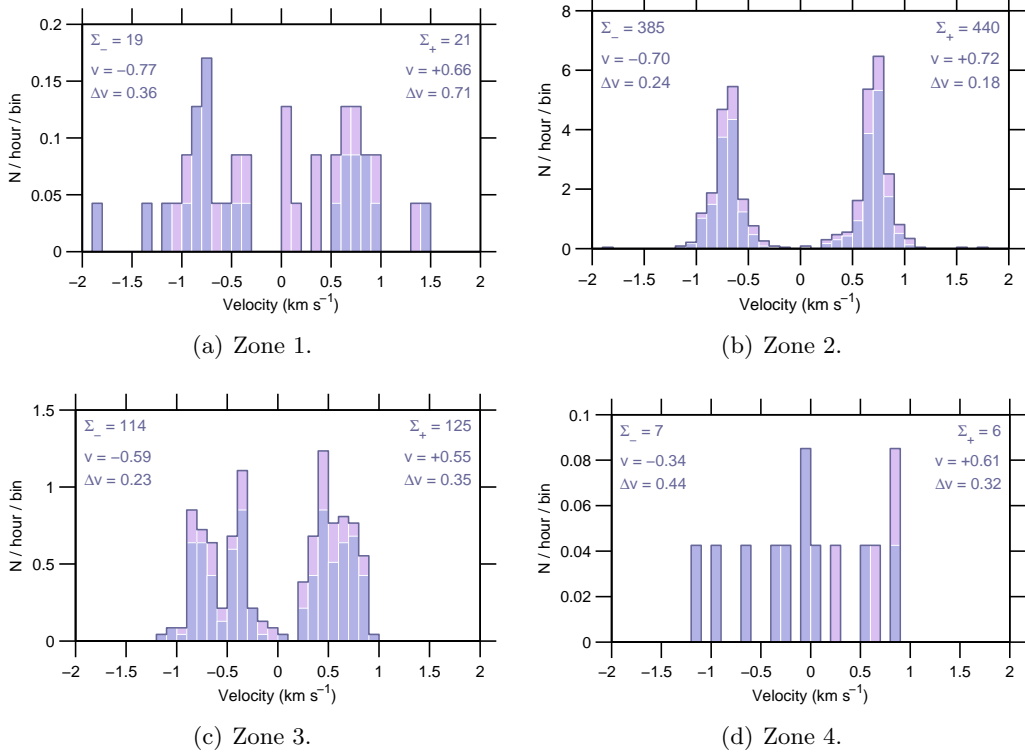 0.2
0.15
0.1
0.05
0
N / hour / bin
Σ_ = 19
Σ+ = 21
v = −0.77
v = +0.66
Δv = 0.36
Δv = 0.71
−2 −1.5 −1 −0.5 0 0.5 1 1.5 2
Velocity (km s⁻¹)
(a) Zone 1.
8
6
4
2
0
N / hour / bin
Σ_ = 385
Σ+ = 440
v = −0.70
v = +0.72
Δv = 0.24
Δv = 0.18
−2 −1.5 −1 −0.5 0 0.5 1 1.5 2
Velocity (km s⁻¹)
(b) Zone 2.
1.5
1
0.5
0
N / hour / bin
Σ_ = 114
Σ+ = 125
v = −0.59
v = +0.55
Δv = 0.23
Δv = 0.35
−2 −1.5 −1 −0.5 0 0.5 1 1.5 2
Velocity (km s⁻¹)
(c) Zone 3.
0.1
0.08
0.06
0.04
0.02
0
N / hour / bin
Σ_ = 7
Σ+ = 6
v = −0.34
v = +0.61
Δv = 0.44
Δv = 0.32
−2 −1.5 −1 −0.5 0 0.5 1 1.5 2
Velocity (km s⁻¹)
(d) Zone 4.